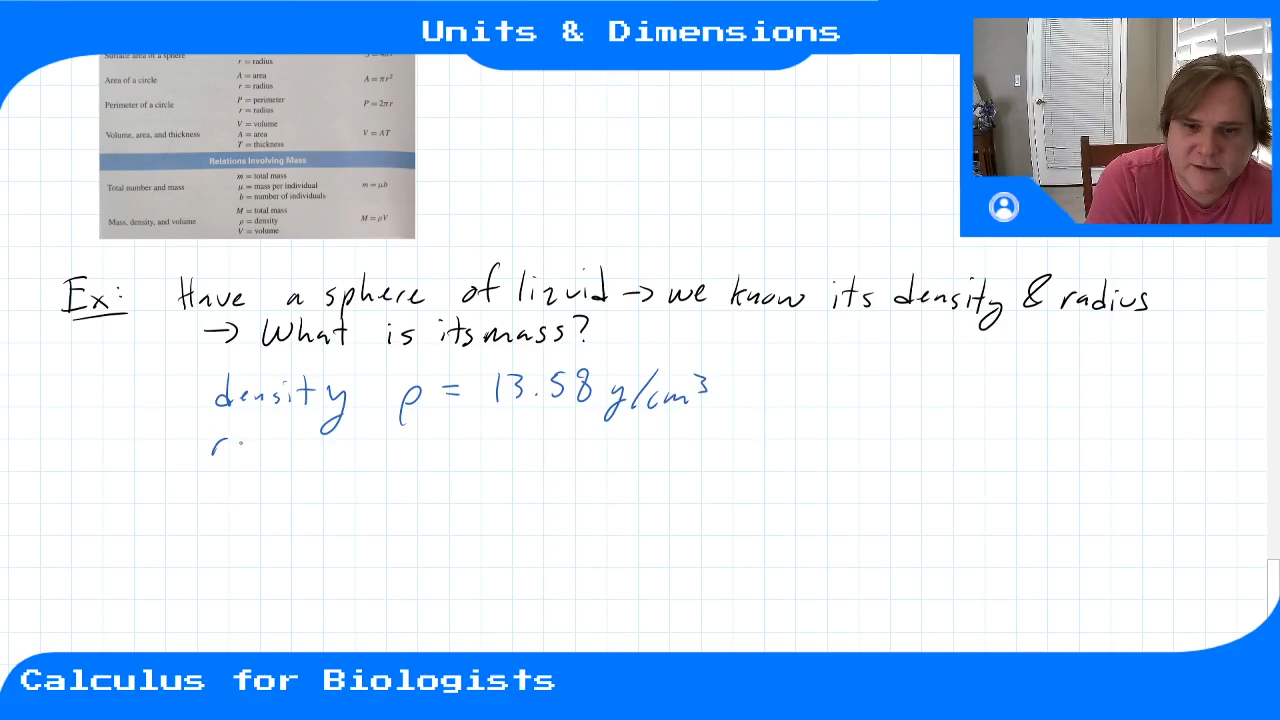 Units & Dimensions
Surface area of a sphere
r = radius
Area of a circle
A = area
r = radius
A = πr²
Perimeter of a circle
P = perimeter
r = radius
P = 2πr
Volume, area, and thickness
V = volume
A = area
T = thickness
V = AT
Relations Involving Mass
Total number and mass
m = total mass
μ = mass per individual
b = number of individuals
m = μb
Mass, density, and volume
M = total mass
ρ = density
V = volume
M = ρV
Ex: Have a sphere of liquid → we know its density & radius
→ What is its mass?
density ρ = 13.58 g/cm³
r
Calculus for Biologists